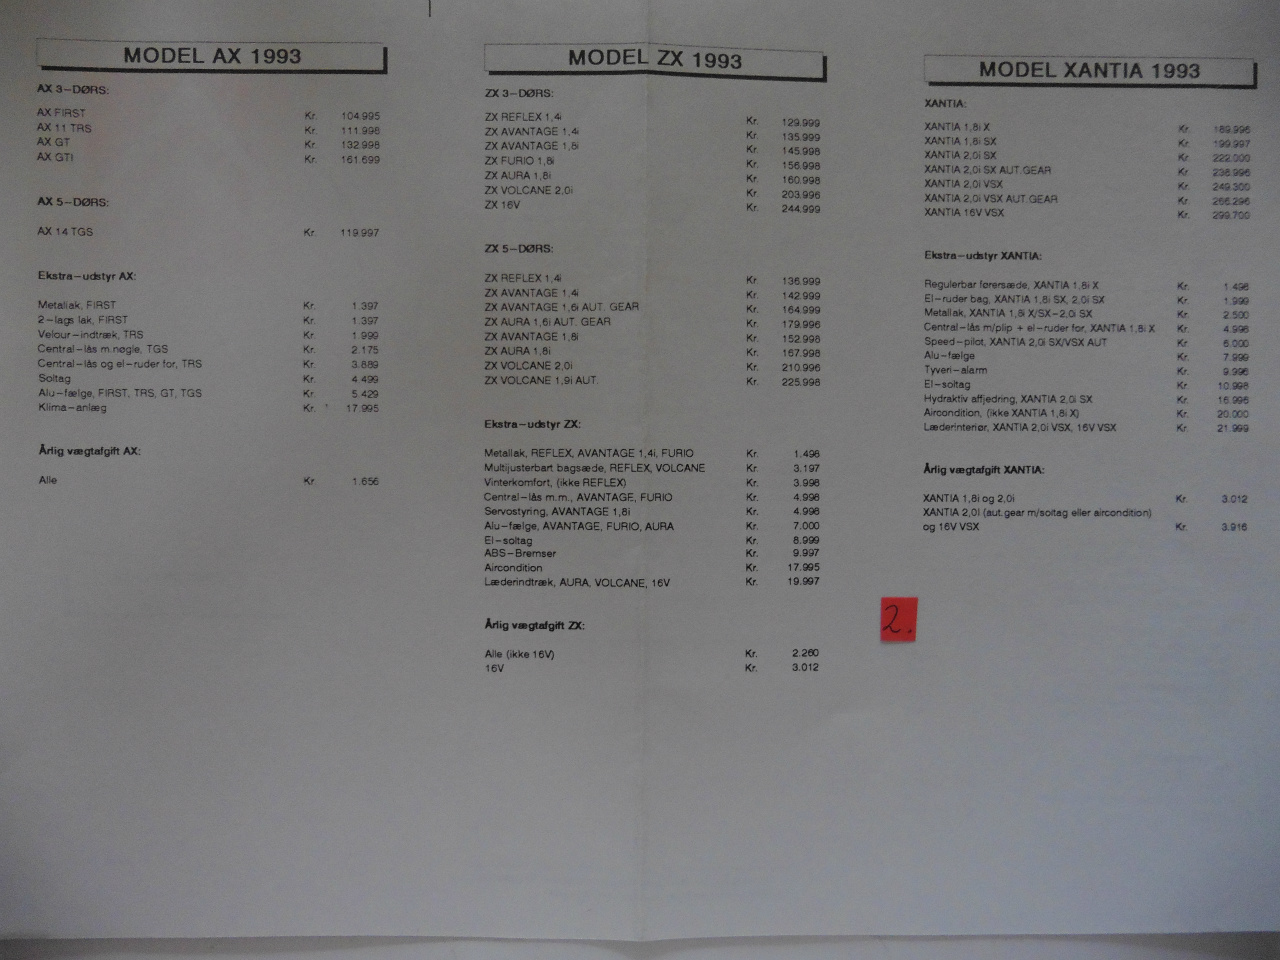 MODEL AX 1993
AX 3-DØRS:
AX FIRST Kr. 104.995
AX 11 TRS Kr. 111.998
AX GT Kr. 132.998
AX GTI Kr. 161.699
AX 5-DØRS:
AX 14 TGS Kr. 119.997
Ekstra-udstyr AX:
Metallak, FIRST Kr. 1.397
2-lags lak, FIRST Kr. 1.397
Velour-indtræk, TRS Kr. 1.999
Central-lås m.nøgle, TGS Kr. 2.175
Central-lås og el-ruder for, TRS Kr. 3.889
Soltag Kr. 4.499
Alu-fælge, FIRST, TRS, GT, TGS Kr. 5.429
Klima-anlæg Kr. 17.995
Årlig vægtafgift AX:
Alle Kr. 1.656
MODEL ZX 1993
ZX 3-DØRS:
ZX REFLEX 1,4i Kr. 129.999
ZX AVANTAGE 1,4i Kr. 135.999
ZX AVANTAGE 1,8i Kr. 145.998
ZX FURIO 1,8i Kr. 156.998
ZX AURA 1,8i Kr. 160.998
ZX VOLCANE 2,0i Kr. 203.996
ZX 16V Kr. 244.999
ZX 5-DØRS:
ZX REFLEX 1,4i Kr. 136.999
ZX AVANTAGE 1,4i Kr. 142.999
ZX AVANTAGE 1,6i AUT. GEAR Kr. 164.999
ZX AURA 1,6i AUT. GEAR Kr. 179.996
ZX AVANTAGE 1,8i Kr. 152.998
ZX AURA 1,8i Kr. 167.998
ZX VOLCANE 2,0i Kr. 210.996
ZX VOLCANE 1,9i AUT. Kr. 225.998
Ekstra-udstyr ZX:
Metallak, REFLEX, AVANTAGE 1,4i, FURIO Kr. 1.496
Multijusterbart bagsæde, REFLEX, VOLCANE Kr. 3.197
Vinterkomfort, (ikke REFLEX) Kr. 3.998
Central-lås m.m., AVANTAGE, FURIO Kr. 4.998
Servostyring, AVANTAGE 1,8i Kr. 4.998
Alu-fælge, AVANTAGE, FURIO, AURA Kr. 7.000
El-soltag Kr. 8.999
ABS-Bremser Kr. 9.997
Aircondition Kr. 17.995
Læderindtræk, AURA, VOLCANE, 16V Kr. 19.997
Årlig vægtafgift ZX:
Alle (ikke 16V) Kr. 2.260
16V Kr. 3.012
MODEL XANTIA 1993
XANTIA:
XANTIA 1,8i X Kr. 189.996
XANTIA 1,8i SX Kr. 199.997
XANTIA 2,0i SX Kr. 222.000
XANTIA 2,0i SX AUT.GEAR Kr. 238.996
XANTIA 2,0i VSX Kr. 249.300
XANTIA 2,0i VSX AUT.GEAR Kr. 266.296
XANTIA 16V VSX Kr. 299.700
Ekstra-udstyr XANTIA:
Regulerbar førersæde, XANTIA 1,8i X Kr. 1.496
El-ruder bag, XANTIA 1,8i SX, 2,0i SX Kr. 1.999
Metallak, XANTIA 1,8i X/SX-2,0i SX Kr. 2.500
Central-lås m/plip + el-ruder for, XANTIA 1,8i X Kr. 4.998
Speed-pilot, XANTIA 2,0i SX/VSX AUT Kr. 6.000
Alu-fælge Kr. 7.999
Tyveri-alarm Kr. 9.996
El-soltag Kr. 10.998
Hydraktiv affjedring, XANTIA 2,0i SX Kr. 16.996
Aircondition, (ikke XANTIA 1,8i X) Kr. 20.000
Læderinteriør, XANTIA 2,0i VSX, 16V VSX Kr. 21.999
Årlig vægtafgift XANTIA:
XANTIA 1,8i og 2,0i Kr. 3.012
XANTIA 2,0i (aut.gear m/soltag eller aircondition)
og 16V VSX Kr. 3.916
2.